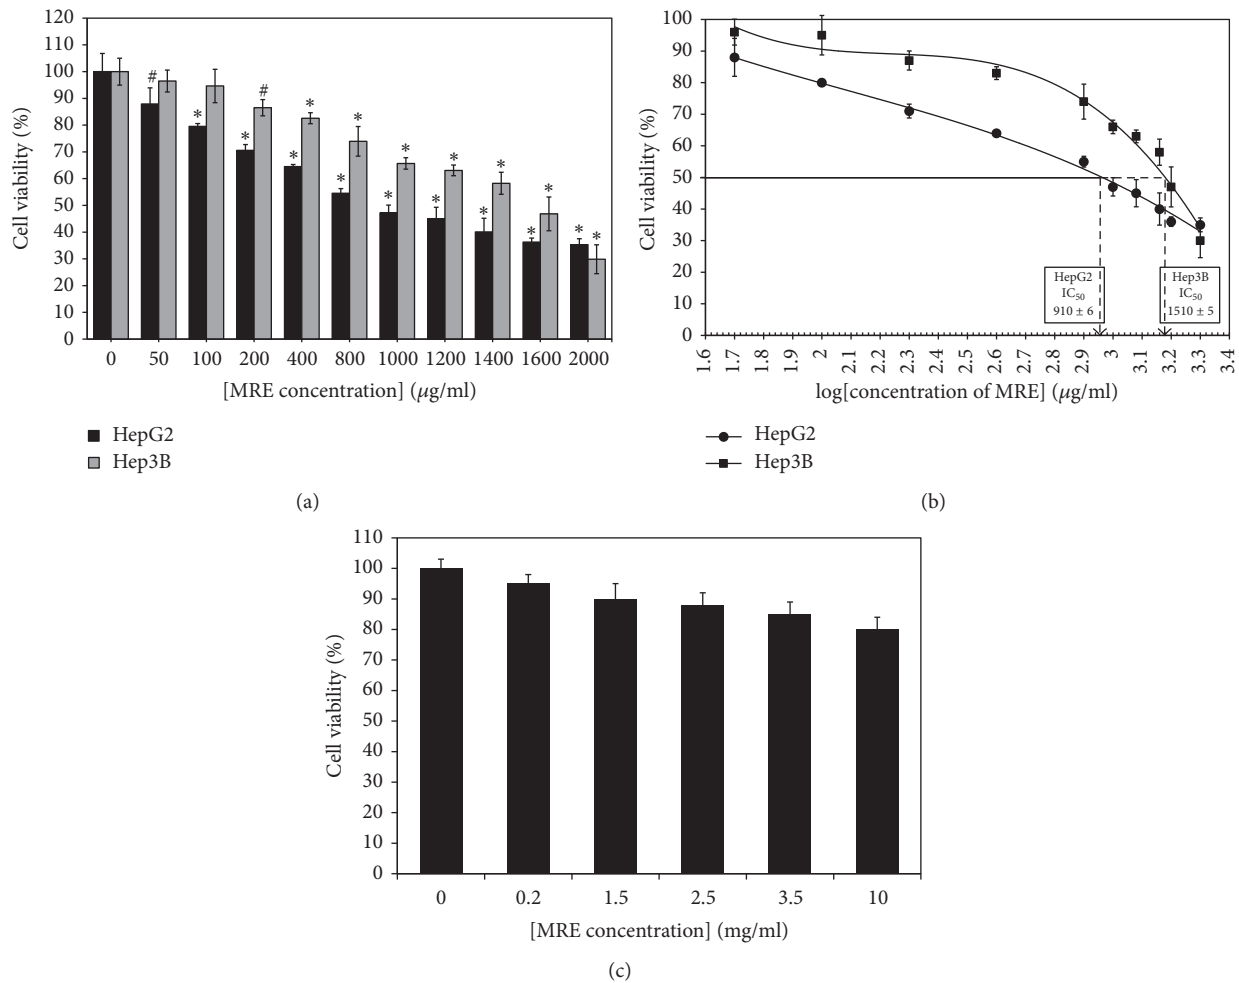 120
110
100
90
80
70
60
50
40
30
20
10
0
Cell viability (%)
#
*
*
#
*
*
*
*
*
*
*
*
*
*
*
*
*
*
0 50 100 200 400 800 1000 1200 1400 1600 2000
[MRE concentration] (μg/ml)
HepG2
Hep3B
(a)
100
90
80
70
60
50
40
30
20
10
0
Cell viability (%)
HepG2
IC50
910 ± 6
Hep3B
IC50
1510 ± 5
1.6 1.7 1.8 1.9 2 2.1 2.2 2.3 2.4 2.5 2.6 2.7 2.8 2.9 3 3.1 3.2 3.3 3.4
log[concentration of MRE] (μg/ml)
HepG2
Hep3B
(b)
110
100
90
80
70
60
50
40
30
20
10
0
Cell viability (%)
0 0.2 1.5 2.5 3.5 10
[MRE concentration] (mg/ml)
(c)